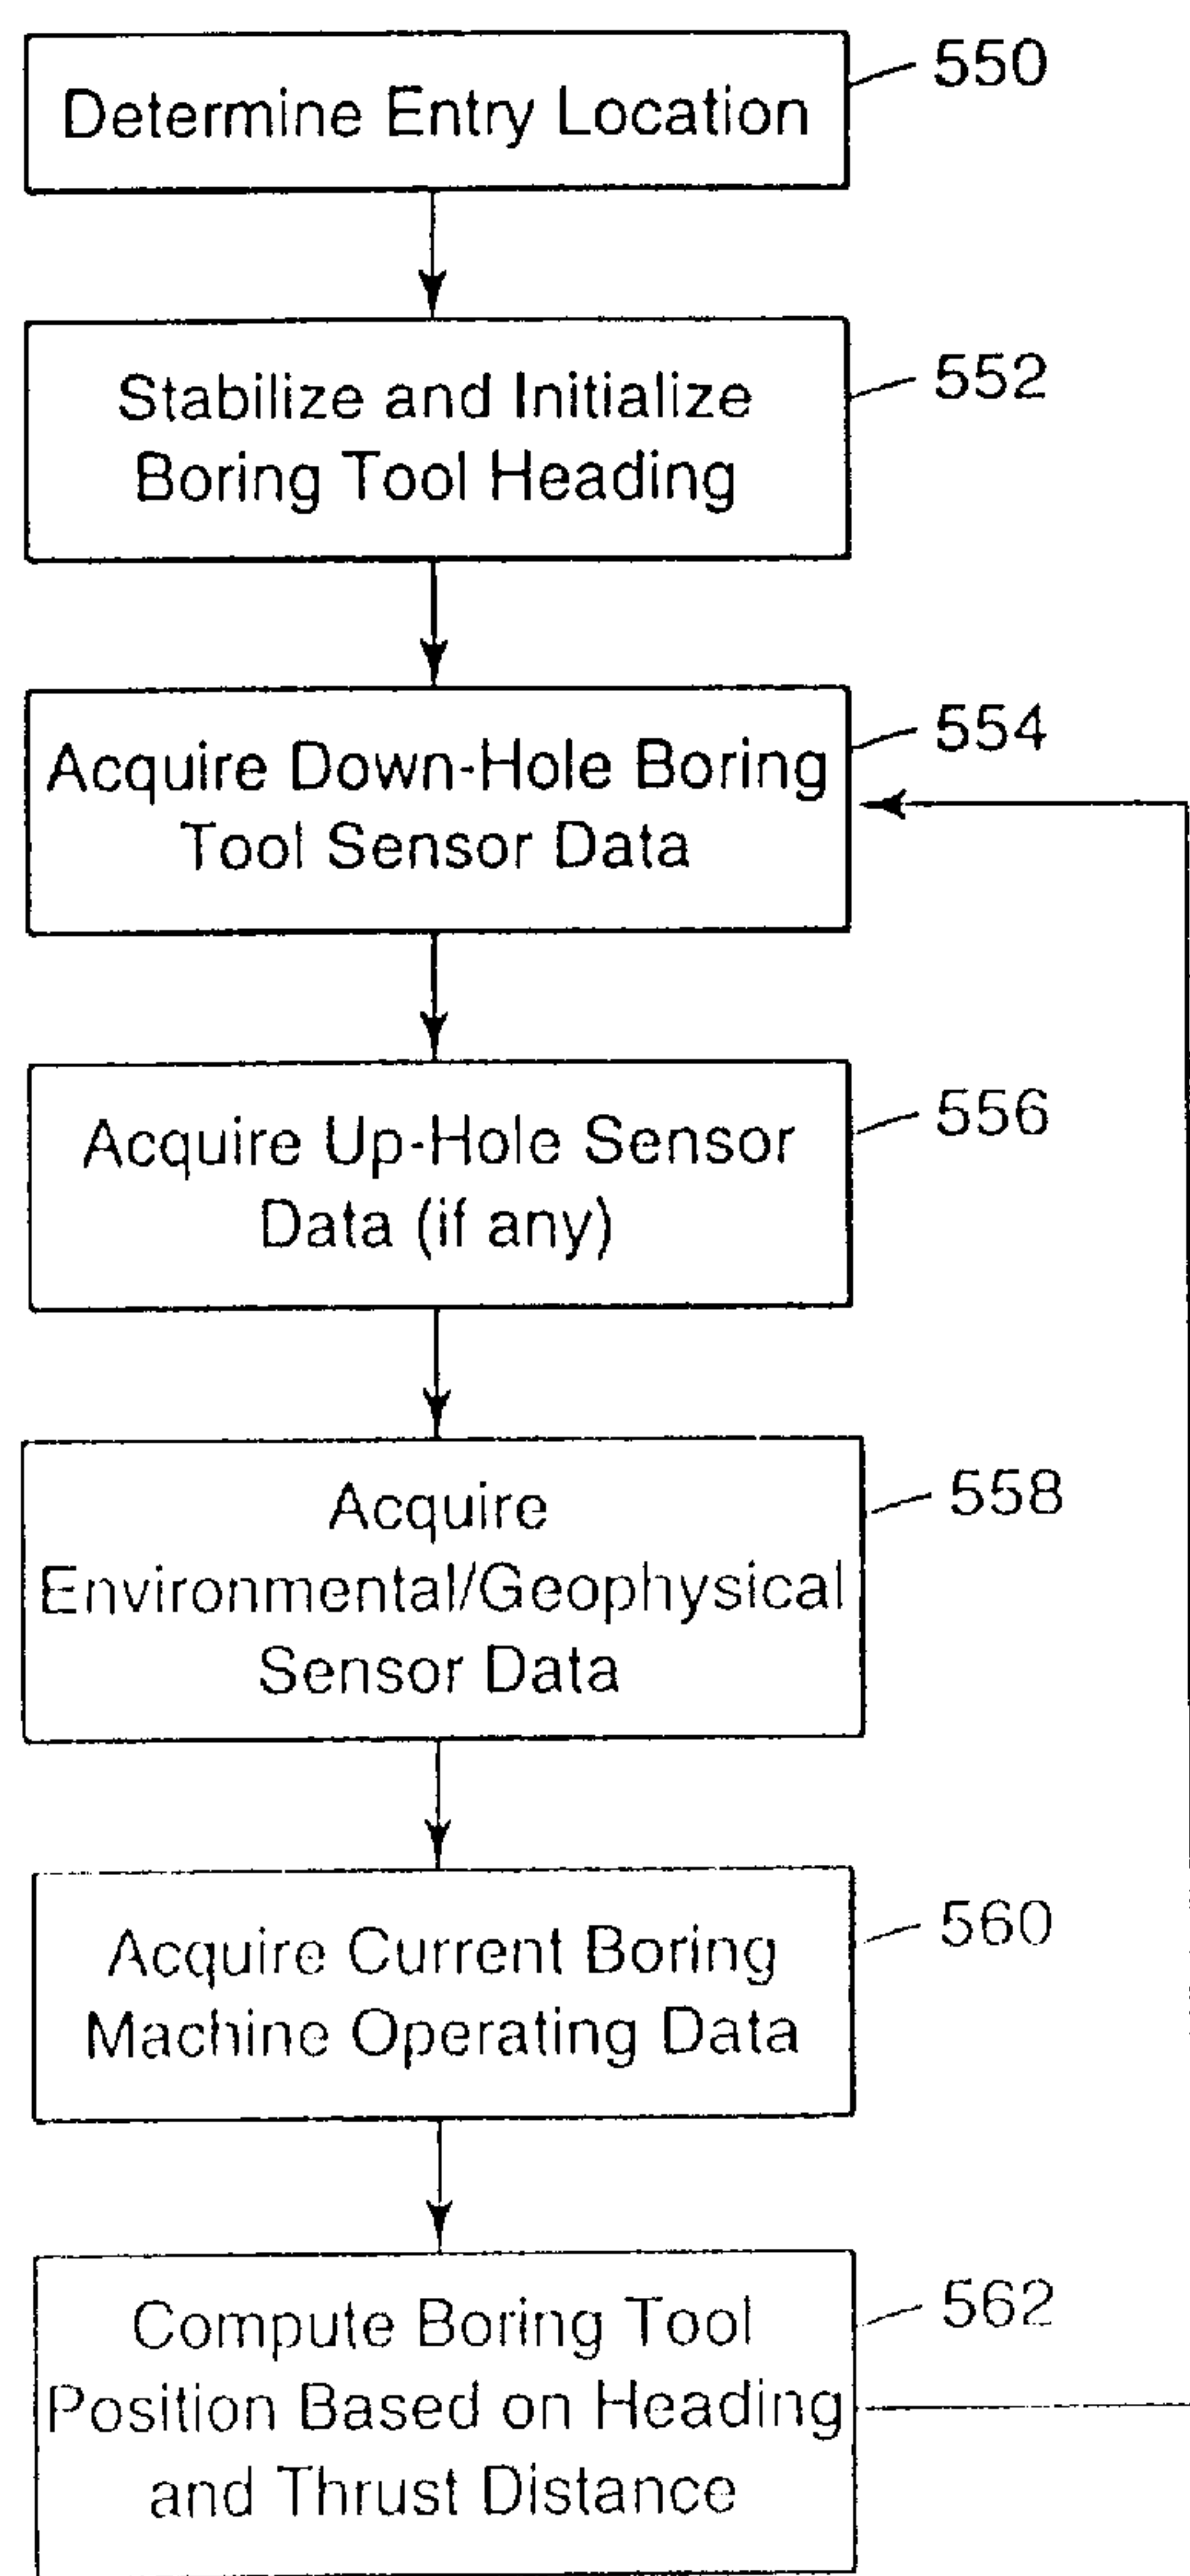 Determine Entry Location
550
Stabilize and Initialize
Boring Tool Heading
552
Acquire Down-Hole Boring
Tool Sensor Data
554
Acquire Up-Hole Sensor
Data (if any)
556
Acquire
Environmental/Geophysical
Sensor Data
558
Acquire Current Boring
Machine Operating Data
560
Compute Boring Tool
Position Based on Heading
and Thrust Distance
562